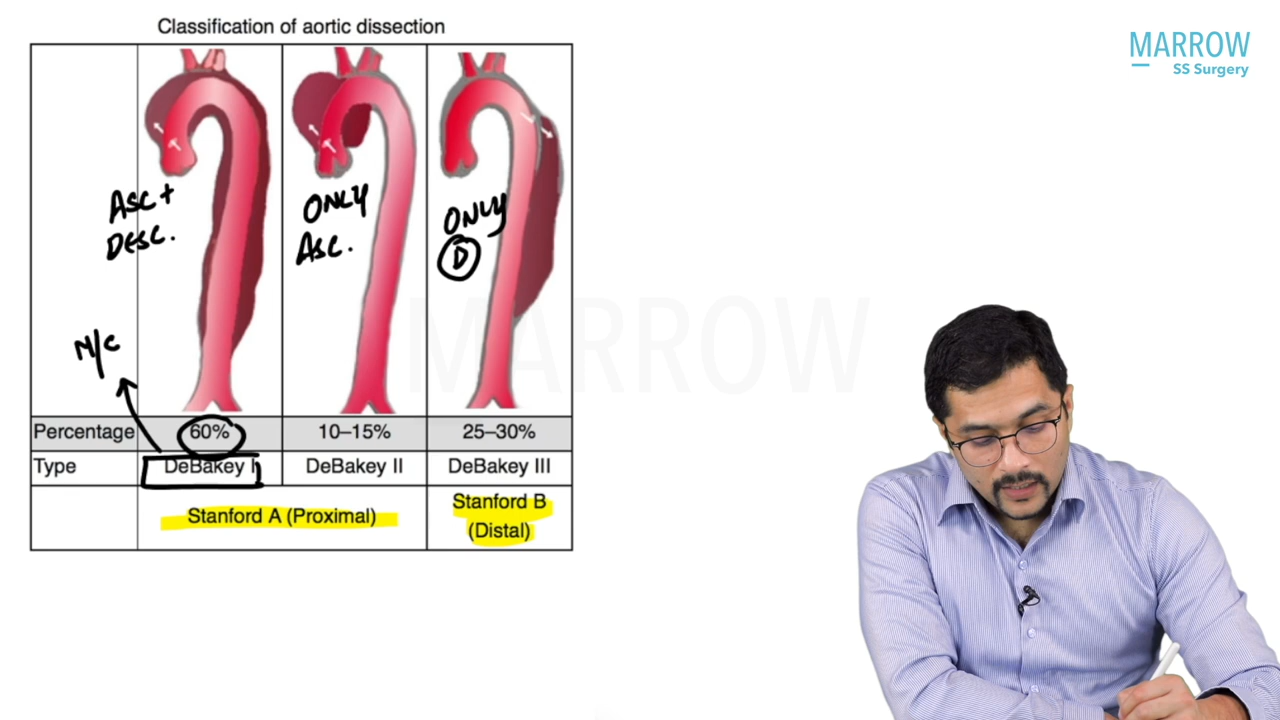 Classification of aortic dissection
MARROW
SS Surgery
ASC +
DESC.
ONLY
ASC.
ONLY
D
MARROW
M/C
Percentage 60% 10–15% 25–30%
Type DeBakey I DeBakey II DeBakey III
Stanford A (Proximal)
Stanford B
(Distal)